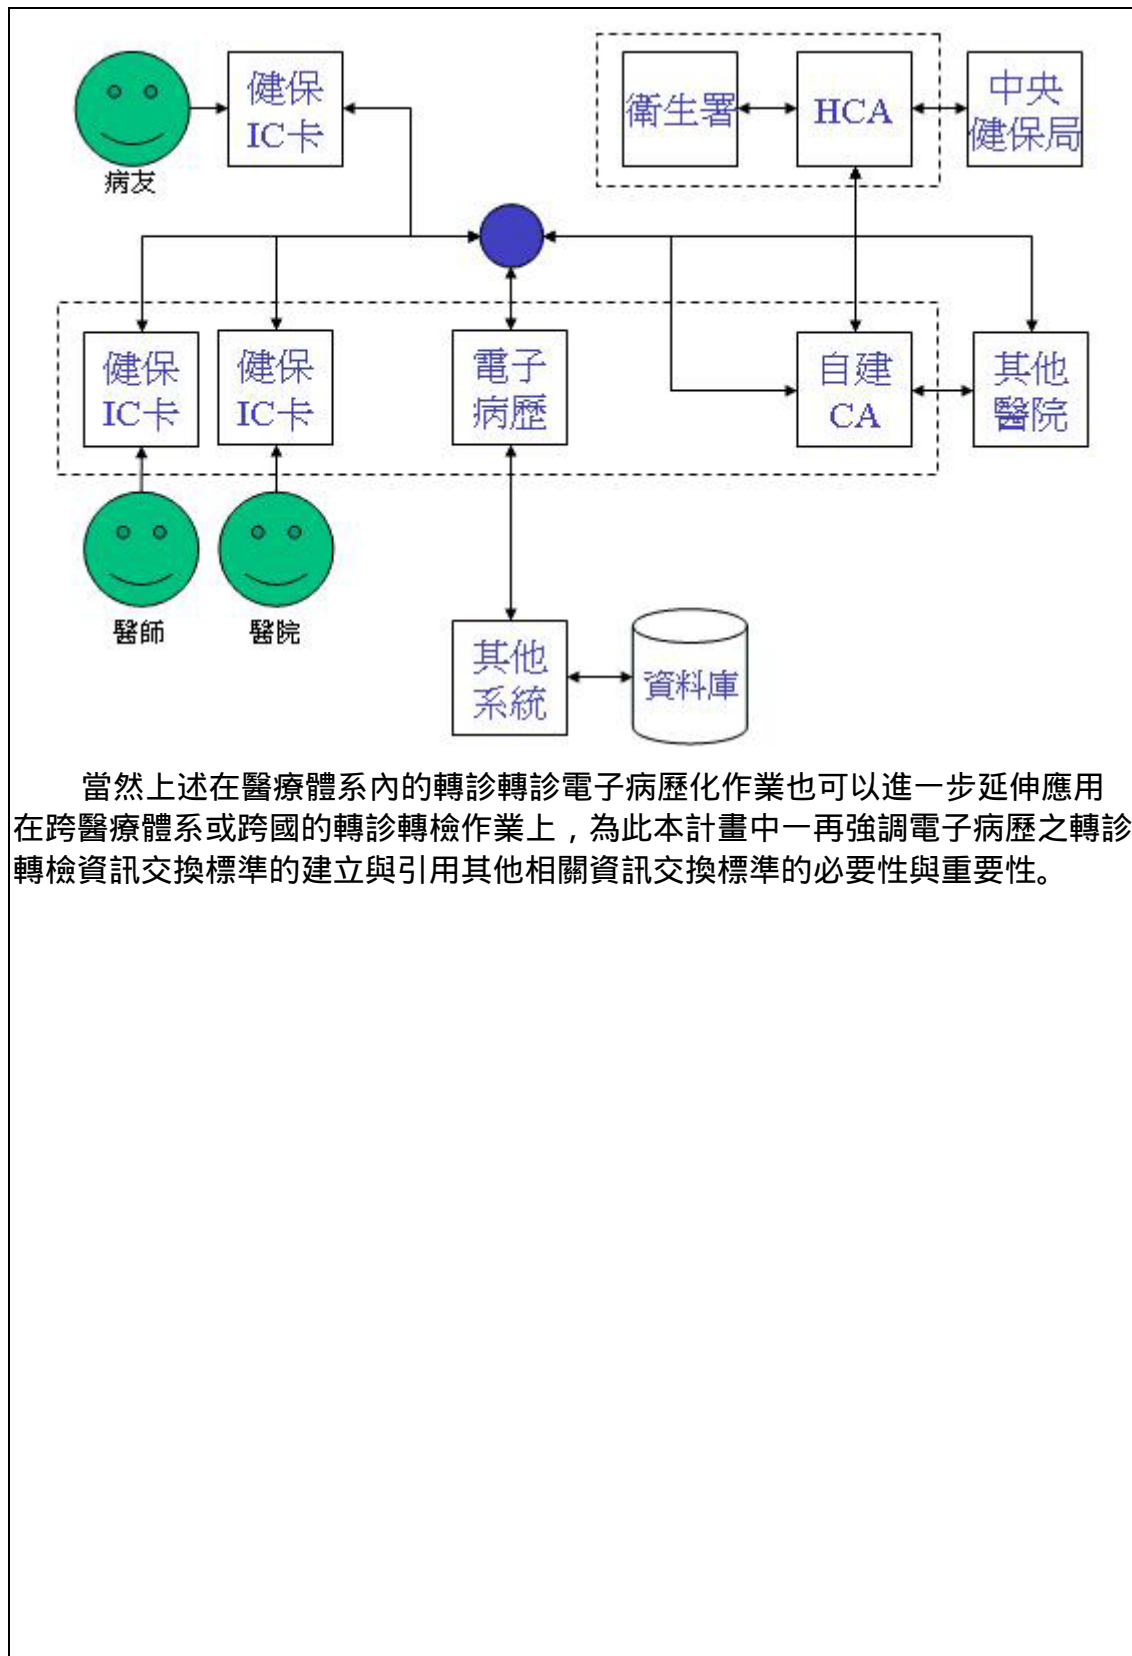 健保
IC卡
病友
衛生署
HCA
中央
健保局
健保
IC卡
健保
IC卡
電子
病歷
自建
CA
其他
醫院
醫師
醫院
其他
系統
資料庫
當然上述在醫療體系內的轉診轉診電子病歷化作業也可以進一步延伸應用
在跨醫療體系或跨國的轉診轉檢作業上，為此本計畫中一再強調電子病歷之轉診
轉檢資訊交換標準的建立與引用其他相關資訊交換標準的必要性與重要性。